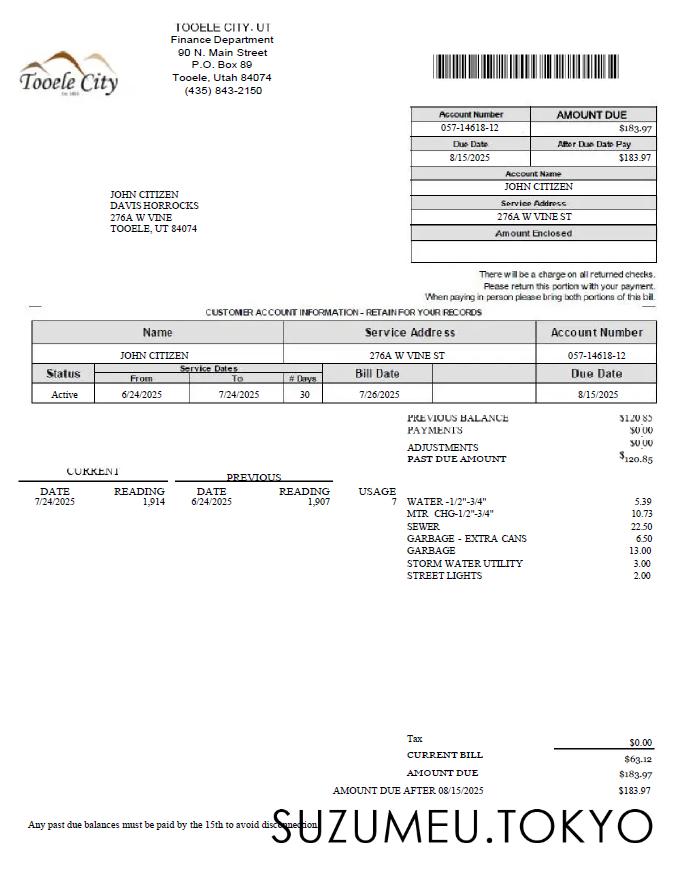 TOOELE CITY, UT
Finance Department
90 N. Main Street
P.O. Box 89
Tooele, Utah 84074
(435) 843-2150
Tooele City
Account Number AMOUNT DUE
057-14618-12 $183.97
Due Date After Due Date Pay
8/15/2025 $183.97
Account Name
JOHN CITIZEN
Service Address
276A W VINE ST
Amount Enclosed
JOHN CITIZEN
DAVIS HORROCKS
276A W VINE
TOOELE, UT 84074
There will be a charge on all returned checks.
Please return this portion with your payment.
When paying in person please bring both portions of this bill.
CUSTOMER ACCOUNT INFORMATION - RETAIN FOR YOUR RECORDS
Name Service Address Account Number
JOHN CITIZEN 276A W VINE ST 057-14618-12
Status Service Dates Bill Date Due Date
From To # Days
Active 6/24/2025 7/24/2025 30 7/26/2025 8/15/2025
PREVIOUS BALANCE $120.85
PAYMENTS $0.00
ADJUSTMENTS $0.00
PAST DUE AMOUNT $120.85
CURRENT PREVIOUS
DATE READING DATE READING USAGE
7/24/2025 1,914 6/24/2025 1,907 7
WATER -1/2"-3/4" 5.39
MTR CHG-1/2"-3/4" 10.73
SEWER 22.50
GARBAGE - EXTRA CANS 6.50
GARBAGE 13.00
STORM WATER UTILITY 3.00
STREET LIGHTS 2.00
Tax $0.00
CURRENT BILL $63.12
AMOUNT DUE $183.97
AMOUNT DUE AFTER 08/15/2025 $183.97
Any past due balances must be paid by the 15th to avoid disconnection.
SUZUMEU.TOKYO